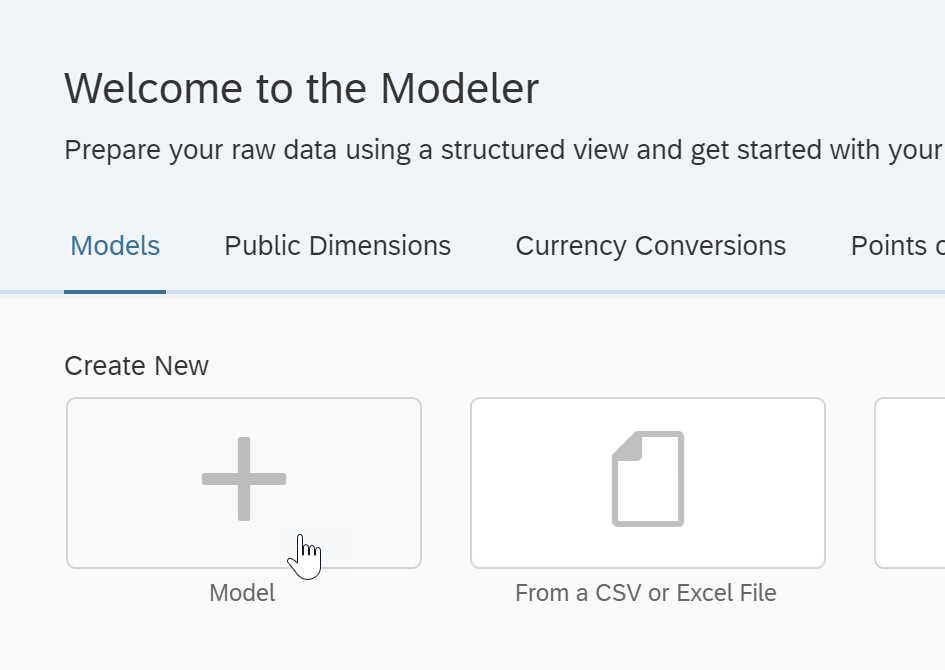 Welcome to the Modeler
Prepare your raw data using a structured view and get started with your
Models Public Dimensions Currency Conversions Points
Create New
Model From a CSV or Excel File